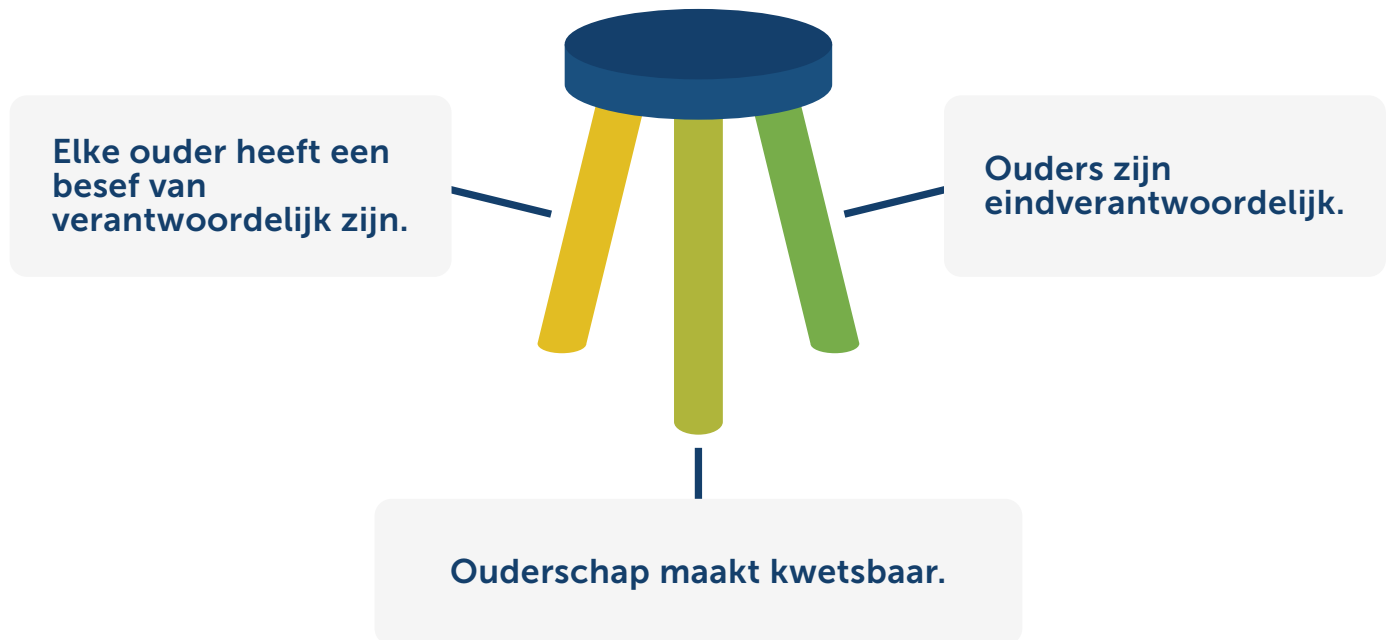 Elke ouder heeft een
besef van
verantwoordelijk zijn.
Ouders zijn
eindverantwoordelijk.
Ouderschap maakt kwetsbaar.